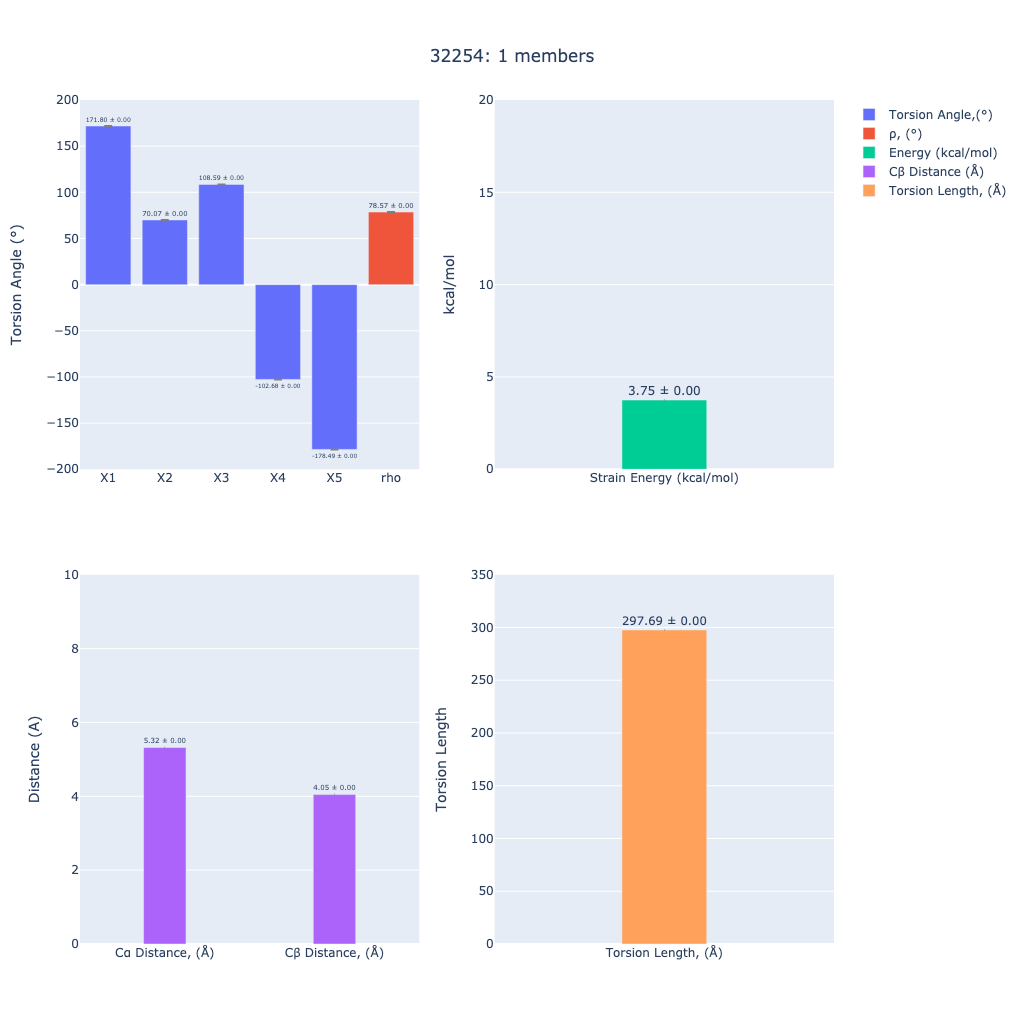 32254: 1 members
Torsion Angle (°)
200
150
100
50
0
−50
−100
−150
−200
171.80 ± 0.00
70.07 ± 0.00
108.59 ± 0.00
-102.68 ± 0.00
-178.49 ± 0.00
78.57 ± 0.00
X1 X2 X3 X4 X5 rho
kcal/mol
20
15
10
5
0
3.75 ± 0.00
Strain Energy (kcal/mol)
Torsion Angle,(°)
ρ, (°)
Energy (kcal/mol)
Cβ Distance (Å)
Torsion Length, (Å)
Distance (A)
10
8
6
4
2
0
5.32 ± 0.00
4.05 ± 0.00
Cα Distance, (Å) Cβ Distance, (Å)
Torsion Length
350
300
250
200
150
100
50
0
297.69 ± 0.00
Torsion Length, (Å)